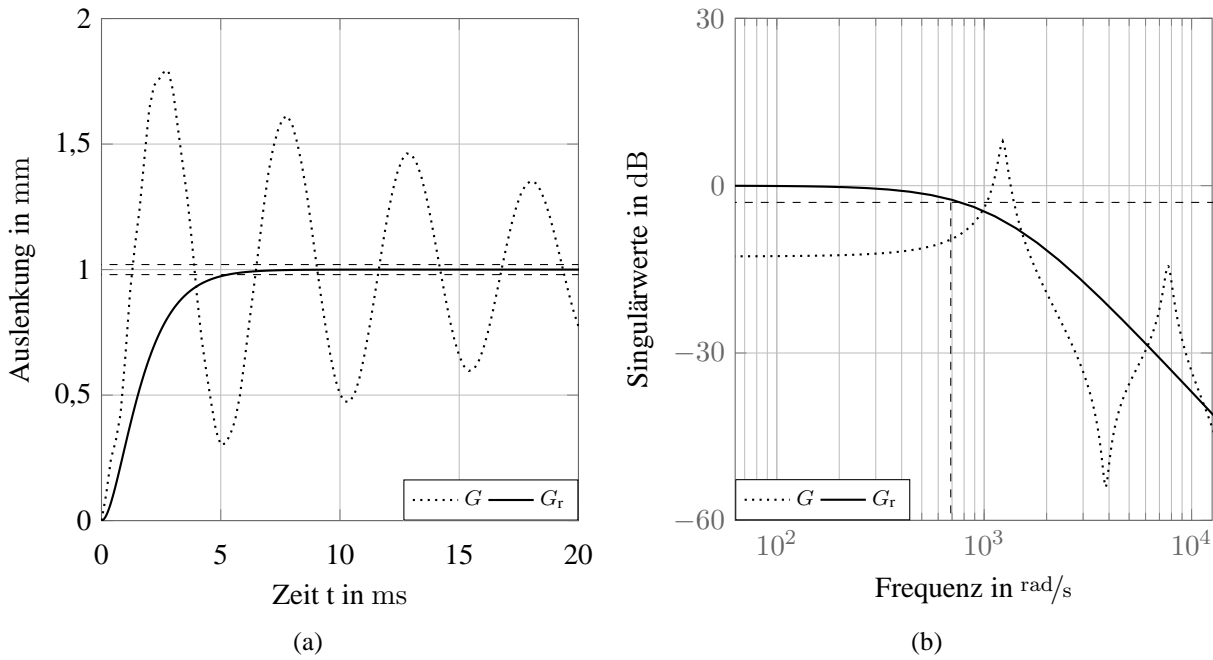 2
1,5
1
0,5
0
0 5 10 15 20
Auslenkung in mm
Zeit t in ms
G G_r
(a)
30
0
−30
−60
10^2 10^3 10^4
Singulärwerte in dB
Frequenz in rad/s
G G_r
(b)